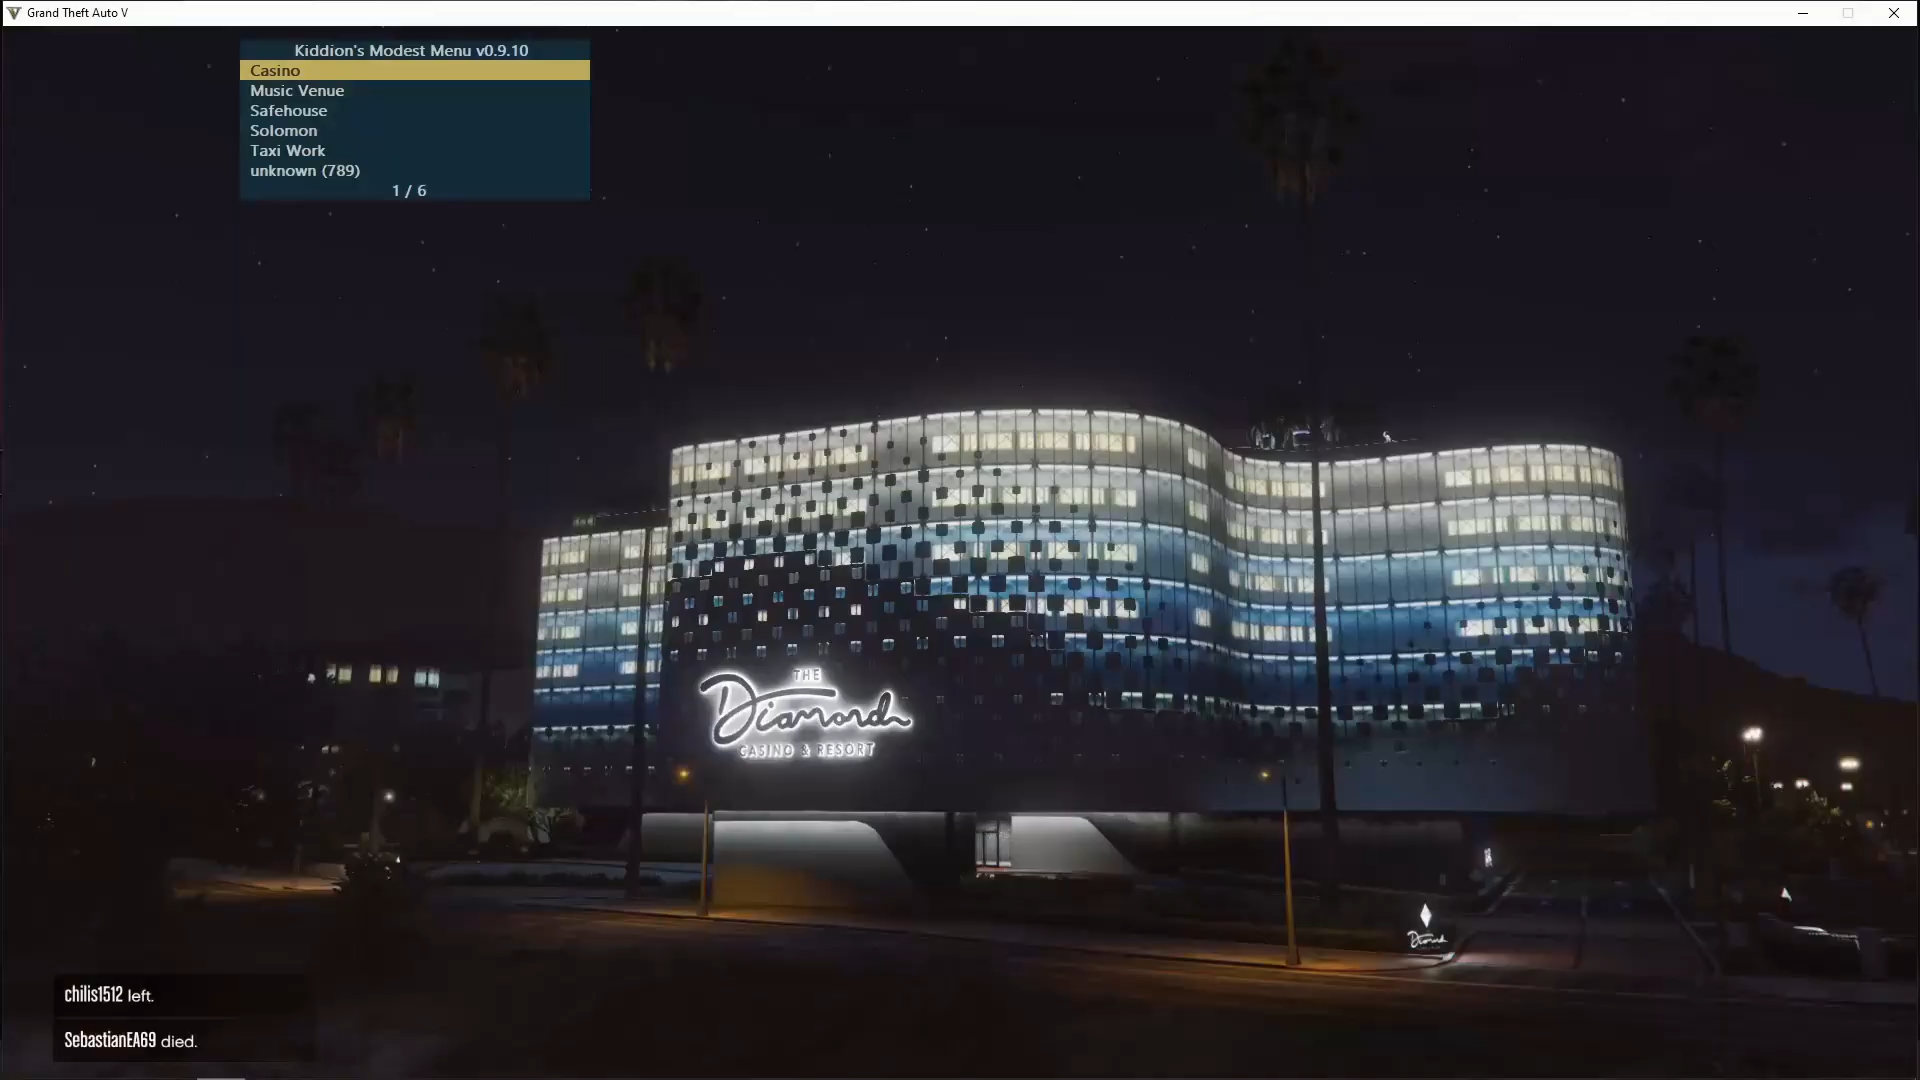 Grand Theft Auto V
Kiddion's Modest Menu v0.9.10
Casino
Music Venue
Safehouse
Solomon
Taxi Work
unknown (789)
1 / 6
THE
Diamond
CASINO & RESORT
Diamond
chilis1512 left.
SebastianEA69 died.